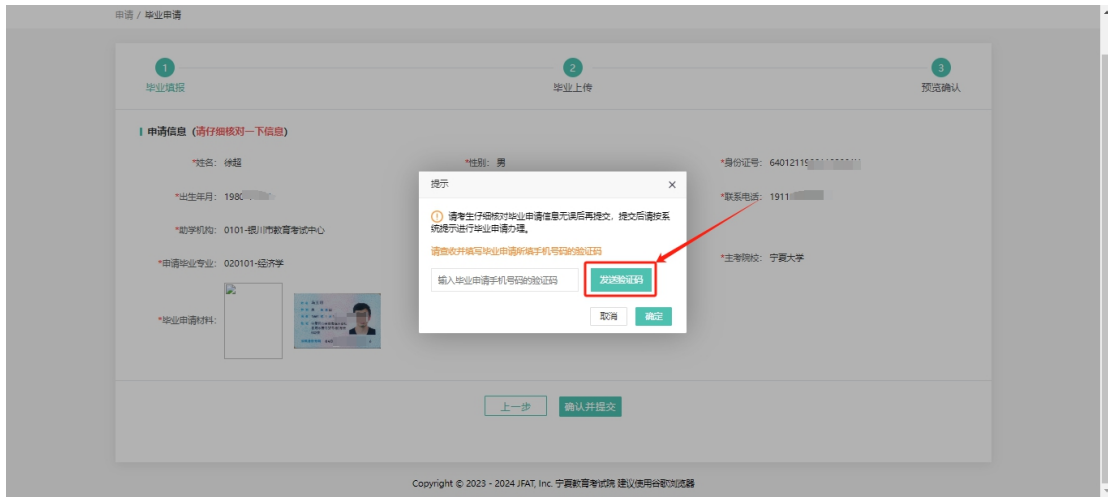 申请 / 毕业申请
1
2
3
毕业填报
毕业上传
预览确认
申请信息 (请仔细核对一下信息)
*姓名: 徐超
*性别: 男
*身份证号: 64012119
*出生年月: 198
*联系电话: 1911
*助学机构: 0101-银川市教育考试中心
*申请毕业专业: 020101-经济学
*主考院校: 宁夏大学
*毕业申请材料:
提示
×
请考生仔细核对毕业申请信息无误后再提交,提交后请按系
统提示进行毕业申请办理。
请查收并填写毕业申请所填手机号码的验证码
输入毕业申请手机号码的验证码
发送验证码
取消
确定
上一步
确认并提交
Copyright © 2023 - 2024 JFAT, Inc. 宁夏教育考试院 建议使用谷歌浏览器